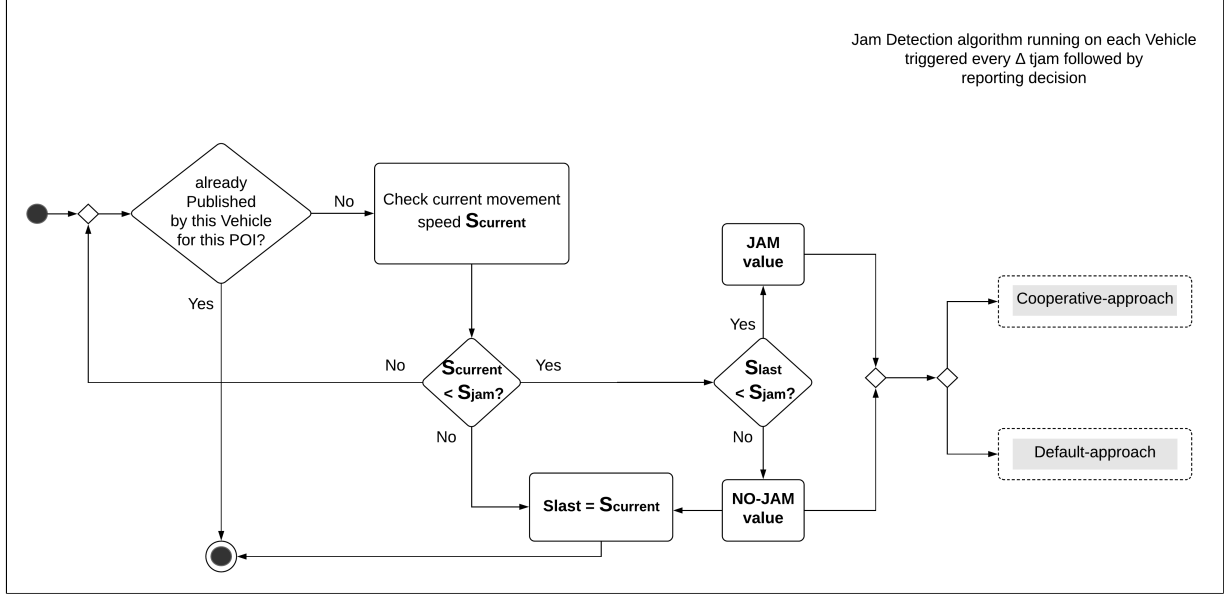 Jam Detection algorithm running on each Vehicle
triggered every Δ tjam followed by
reporting decision
already
Published
by this Vehicle
for this POI?
No
Check current movement
speed Scurrent
Yes
JAM
value
Cooperative-approach
Yes
No
Scurrent
< Sjam?
Yes
Slast
< Sjam?
No
No
Default-approach
Slast = Scurrent
NO-JAM
value